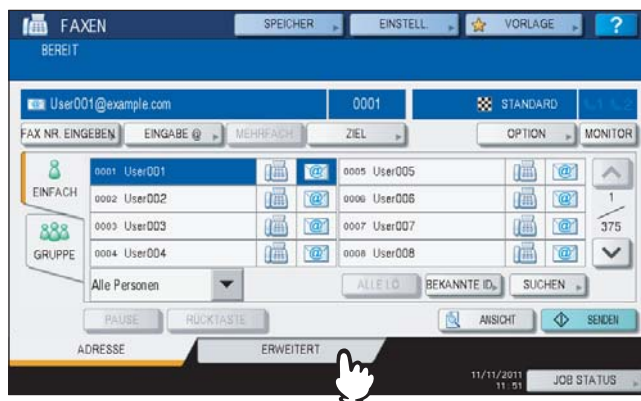 FAXEN SPEICHER EINSTELL. VORLAGE ?
BEREIT
User001@example.com 0001 STANDARD
FAX NR. EINGEBEN EINGABE @ MEHRFACH ZIEL OPTION MONITOR
EINFACH
0001 User001 @ 0005 User005 @
0002 User002 @ 0006 User006 @ 1
0003 User003 @ 0007 User007 @ 375
GRUPPE
0004 User004 @ 0008 User008 @
Alle Personen ALLE LÖ BEKANNTE ID. SUCHEN
PAUSE RÜCKTASTE ANSICHT SENDEN
ADRESSE ERWEITERT
11/11/2011
11:51 JOB STATUS